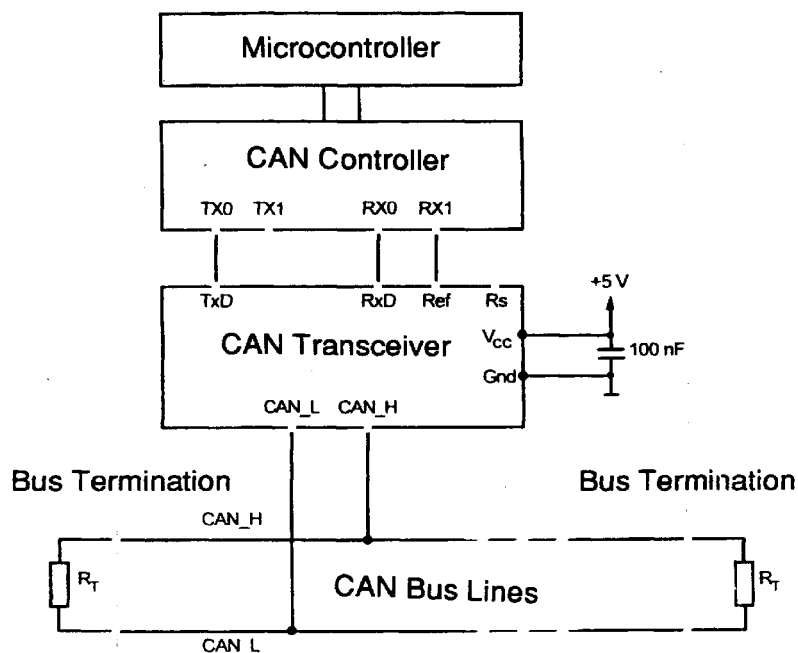 Microcontroller
CAN Controller
TX0 TX1 RX0 RX1
TxD RxD Ref Rs
+5 V
CAN Transceiver
VCC
100 nF
Gnd
CAN_L CAN_H
Bus Termination
Bus Termination
CAN_H
RT
CAN Bus Lines
RT
CAN_L